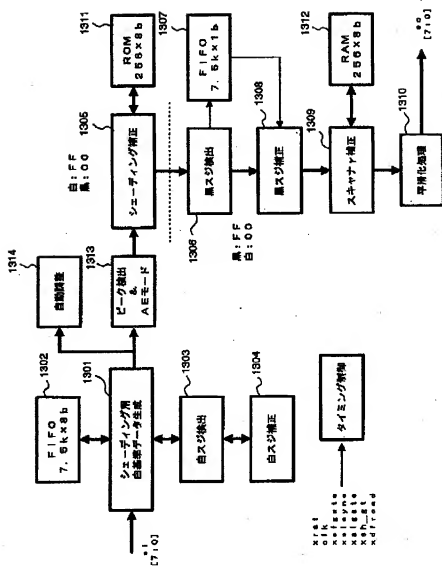 1311
ROM
256×8b
1307
FIFO
7.5k×1b
1312
RAM
256×8b
1305
シェーディング補正
白:FF
黒:00
1306
黒スジ検出
1308
黒スジ補正
1309
スキャナγ補正
1310
平滑化処理
[7:0]
黒:FF
白:00
1314
自動調整
1313
ピーク検出
&
AEモード
1302
FIFO
7.5k×8b
1301
シェーディング用
白基準データ生成
1303
白スジ検出
1304
白スジ補正
[7:0]
タイミング制御